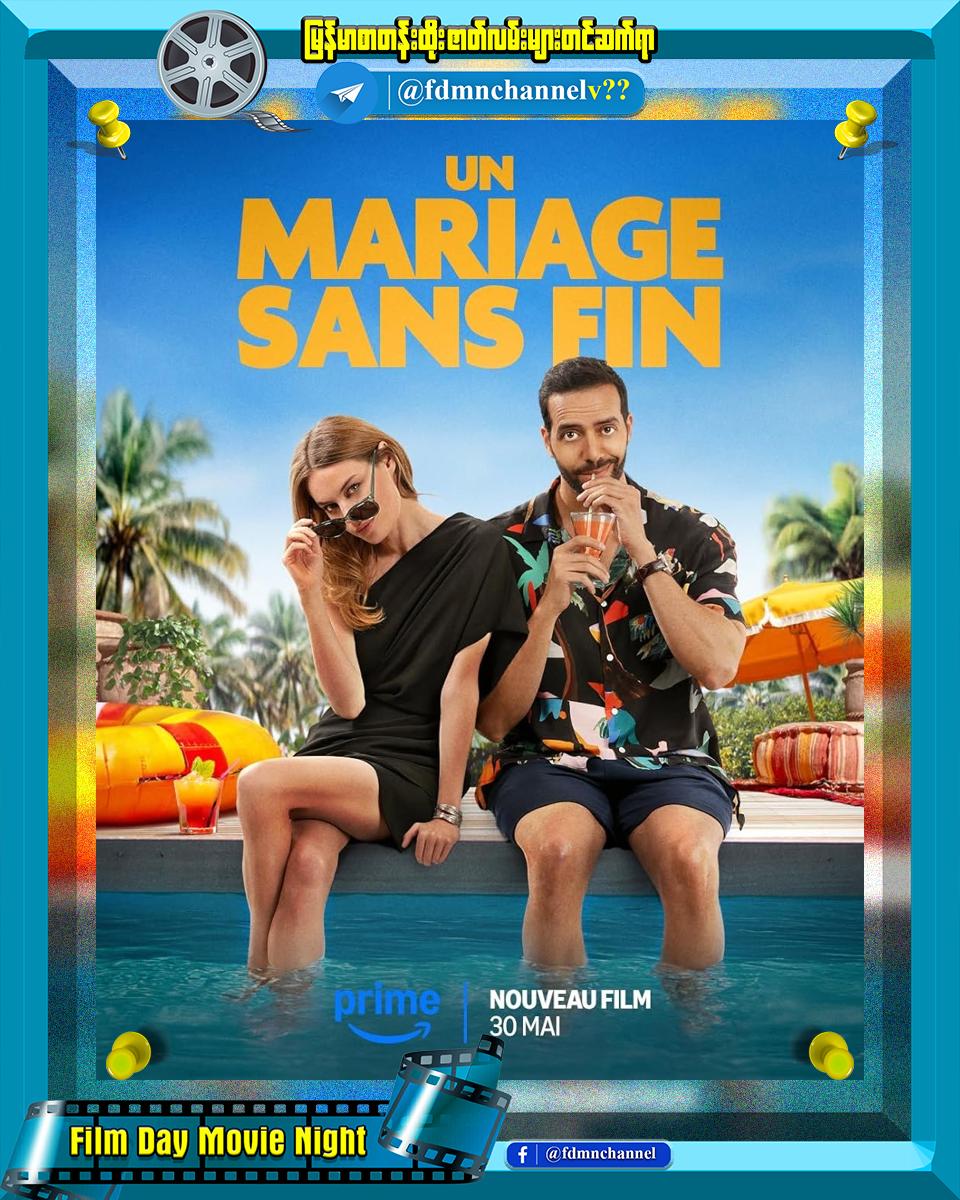 မြန်မာစာတန်းထိုးဇာတ်လမ်းများတင်ဆက်ရာ
@fdmnchannelv??
UN
MARIAGE
SANS FIN
prime
NOUVEAU FILM
30 MAI
Film Day Movie Night
@fdmnchannel